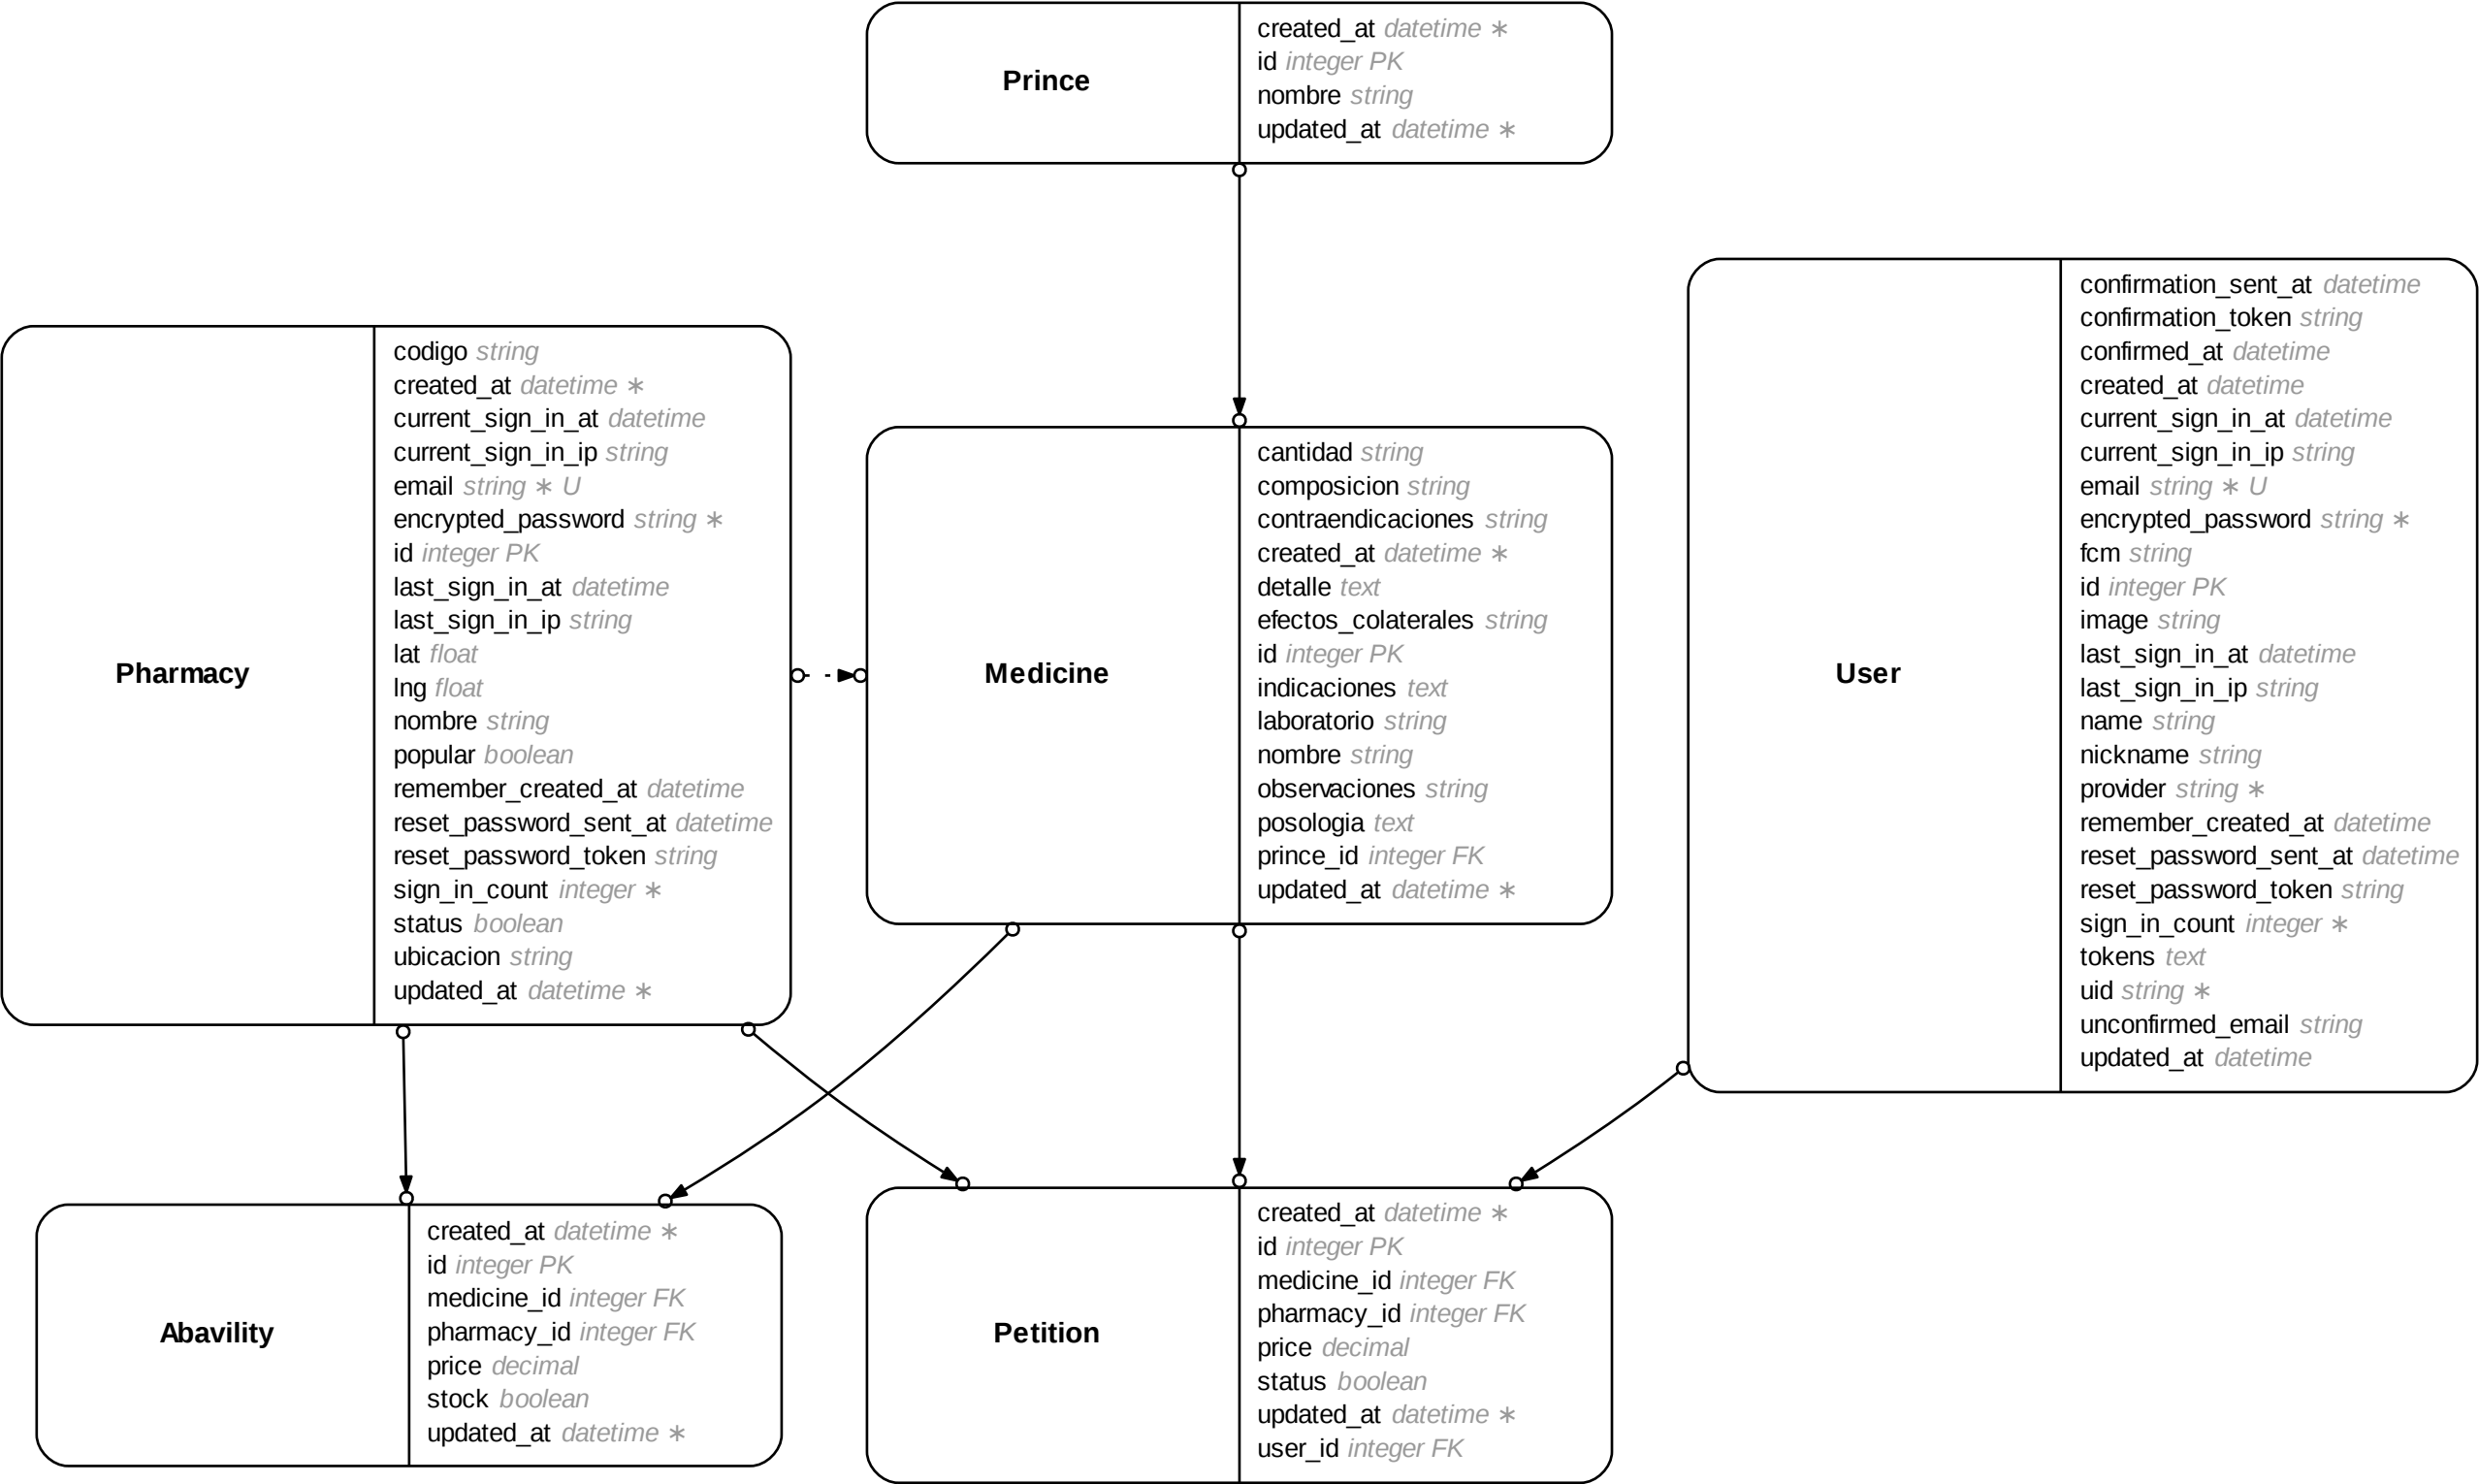 Prince
created_at datetime ∗
id integer PK
nombre string
updated_at datetime ∗
Pharmacy
codigo string
created_at datetime ∗
current_sign_in_at datetime
current_sign_in_ip string
email string ∗ U
encrypted_password string ∗
id integer PK
last_sign_in_at datetime
last_sign_in_ip string
lat float
lng float
nombre string
popular boolean
remember_created_at datetime
reset_password_sent_at datetime
reset_password_token string
sign_in_count integer ∗
status boolean
ubicacion string
updated_at datetime ∗
Medicine
cantidad string
composicion string
contraendicaciones string
created_at datetime ∗
detalle text
efectos_colaterales string
id integer PK
indicaciones text
laboratorio string
nombre string
observaciones string
posologia text
prince_id integer FK
updated_at datetime ∗
User
confirmation_sent_at datetime
confirmation_token string
confirmed_at datetime
created_at datetime
current_sign_in_at datetime
current_sign_in_ip string
email string ∗ U
encrypted_password string ∗
fcm string
id integer PK
image string
last_sign_in_at datetime
last_sign_in_ip string
name string
nickname string
provider string ∗
remember_created_at datetime
reset_password_sent_at datetime
reset_password_token string
sign_in_count integer ∗
tokens text
uid string ∗
unconfirmed_email string
updated_at datetime
Abavility
created_at datetime ∗
id integer PK
medicine_id integer FK
pharmacy_id integer FK
price decimal
stock boolean
updated_at datetime ∗
Petition
created_at datetime ∗
id integer PK
medicine_id integer FK
pharmacy_id integer FK
price decimal
status boolean
updated_at datetime ∗
user_id integer FK